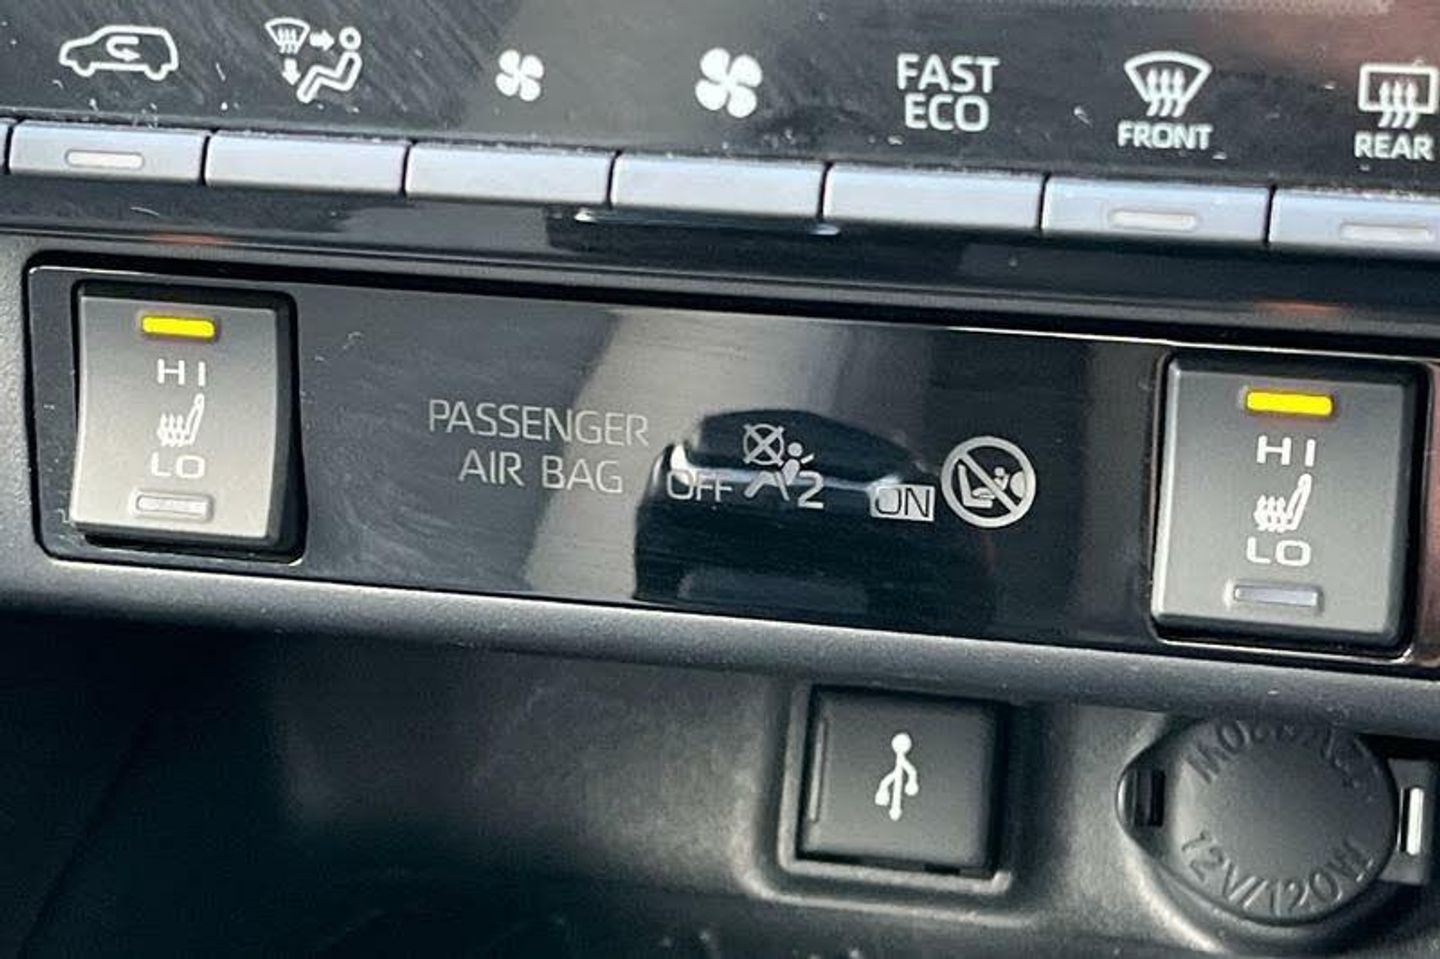 FAST
ECO
FRONT
REAR
HI
LO
PASSENGER
AIR BAG
OFF
2
ON
HI
LO
12V/120W